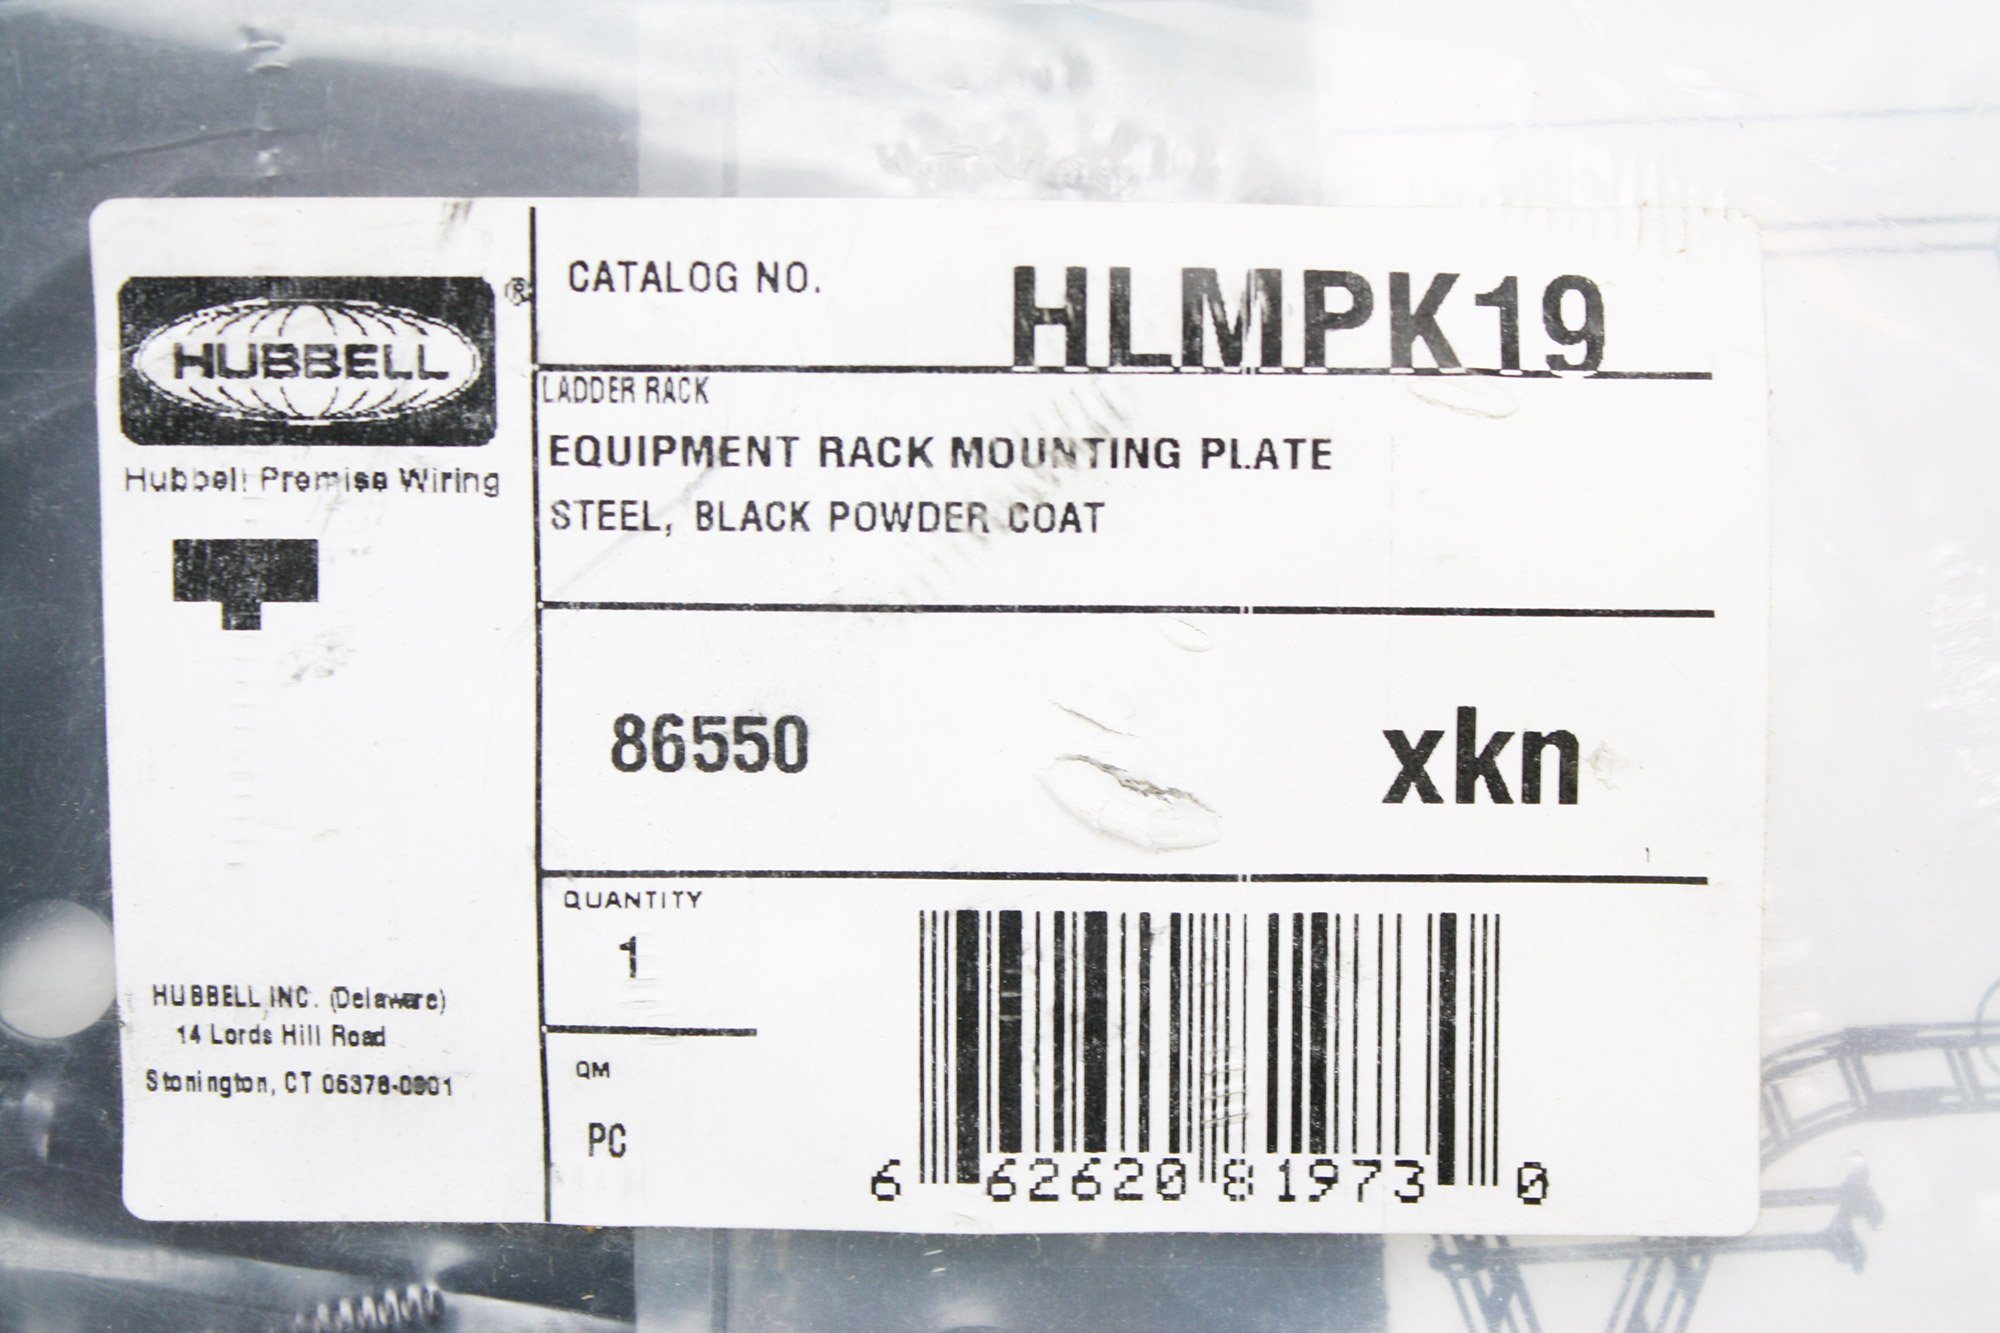 HUBBELL®
Hubbell Premise Wiring
HUBBELL INC. (Delaware)
14 Lords Hill Road
Stonington, CT 06378-0901
CATALOG NO. HLMPK19
LADDER RACK
EQUIPMENT RACK MOUNTING PLATE
STEEL, BLACK POWDER COAT
86550 xkn
QUANTITY
1
QM
PC
6 62620 81973 0